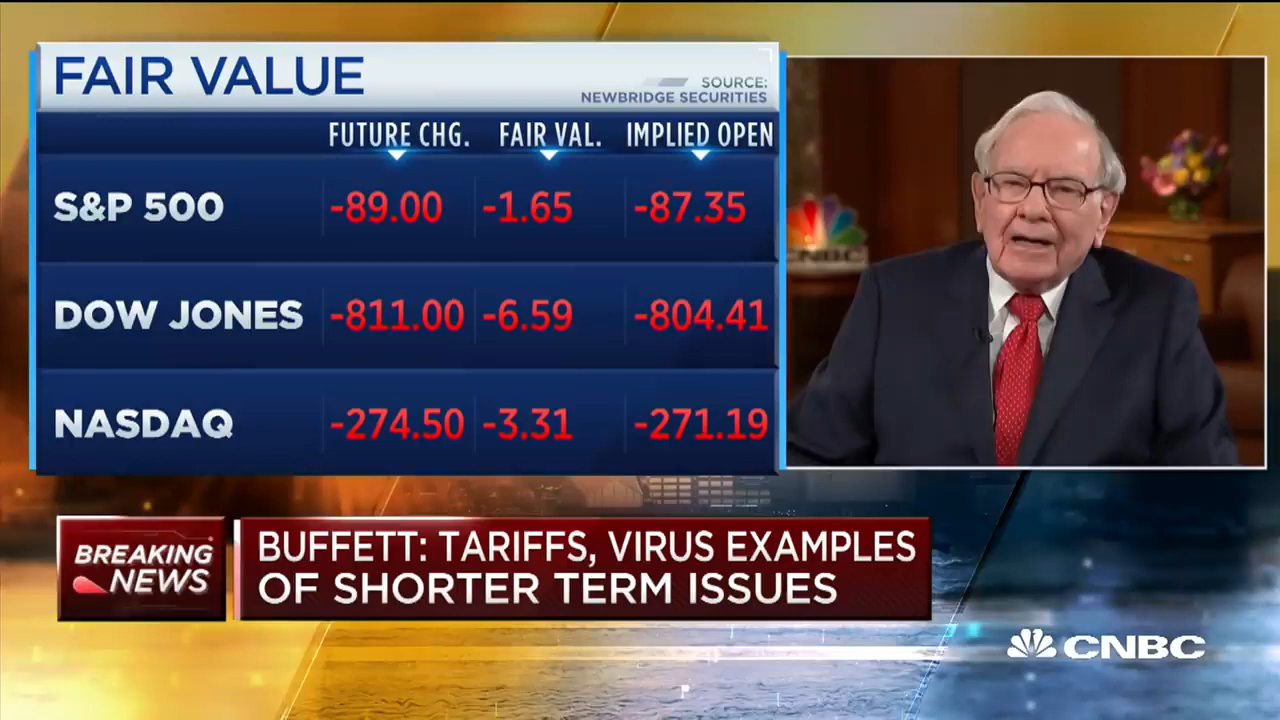 FAIR VALUE
SOURCE:
NEWBRIDGE SECURITIES
FUTURE CHG. FAIR VAL. IMPLIED OPEN
S&P 500 -89.00 -1.65 -87.35
DOW JONES -811.00 -6.59 -804.41
NASDAQ -274.50 -3.31 -271.19
CNBC
BREAKING
NEWS
BUFFETT: TARIFFS, VIRUS EXAMPLES
OF SHORTER TERM ISSUES
CNBC